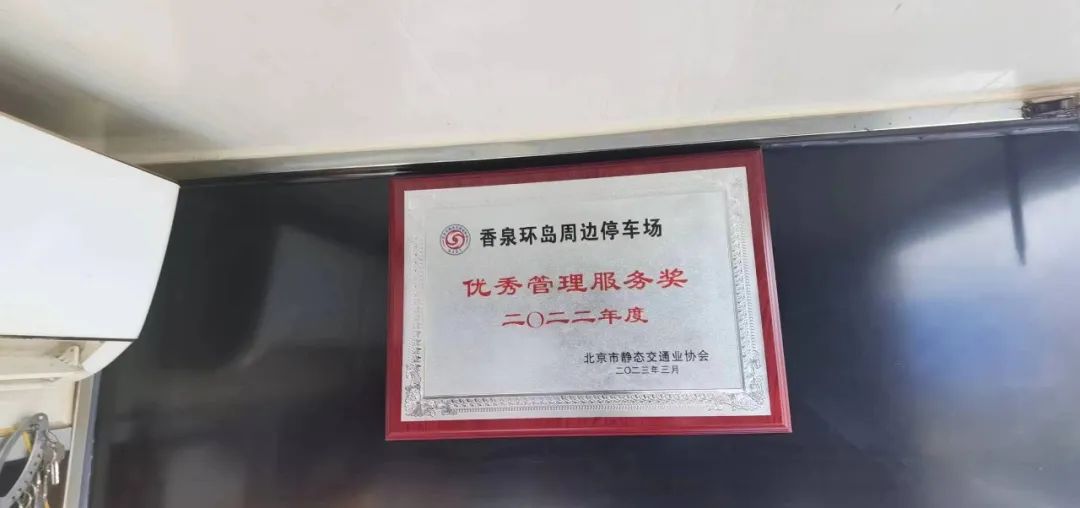 香泉环岛周边停车场
优秀管理服务奖
二〇二二年度
北京市静态交通业协会
二〇二三年三月